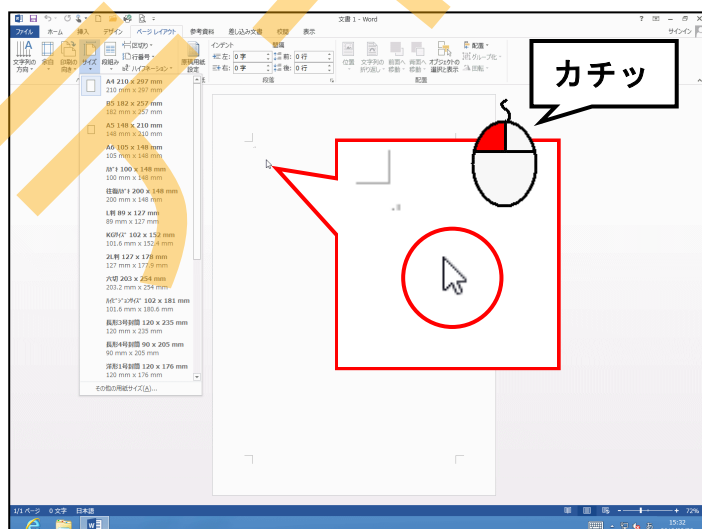 文書 1 - Word
サインイン
ファイル ホーム 挿入 デザイン ページ レイアウト 参考資料 差し込み文書 校閲 表示
文字列の方向
余白
印刷の向き
サイズ
段組み
区切り
行番号
ハイフネーション
原稿用紙設定
インデント 間隔
左: 0 字 前: 0 行
右: 0 字 後: 0 行
段落
位置
文字列の折り返し
前面へ移動
背面へ移動
オブジェクトの選択と表示
配置
グループ化
回転
配置
カチッ
A4 210 x 297 mm
210 mm x 297 mm
B5 182 x 257 mm
182 mm x 257 mm
A5 148 x 210 mm
148 mm x 210 mm
A6 105 x 148 mm
105 mm x 148 mm
ﾊｶﾞｷ 100 x 148 mm
100 mm x 148 mm
往復ﾊｶﾞｷ 200 x 148 mm
200 mm x 148 mm
L判 89 x 127 mm
89 mm x 127 mm
KGｻｲｽﾞ 102 x 152 mm
101.6 mm x 152.4 mm
2L判 127 x 178 mm
127 mm x 177.9 mm
六切 203 x 254 mm
203.2 mm x 254 mm
ﾊｲﾋﾞｼﾞｮﾝｻｲｽﾞ 102 x 181 mm
101.6 mm x 180.6 mm
長形3号封筒 120 x 235 mm
120 mm x 235 mm
長形4号封筒 90 x 205 mm
90 mm x 205 mm
洋形1号封筒 120 x 176 mm
120 mm x 176 mm
その他の用紙サイズ(A)...
1/1 ページ 0 文字 日本語
72%
15:32